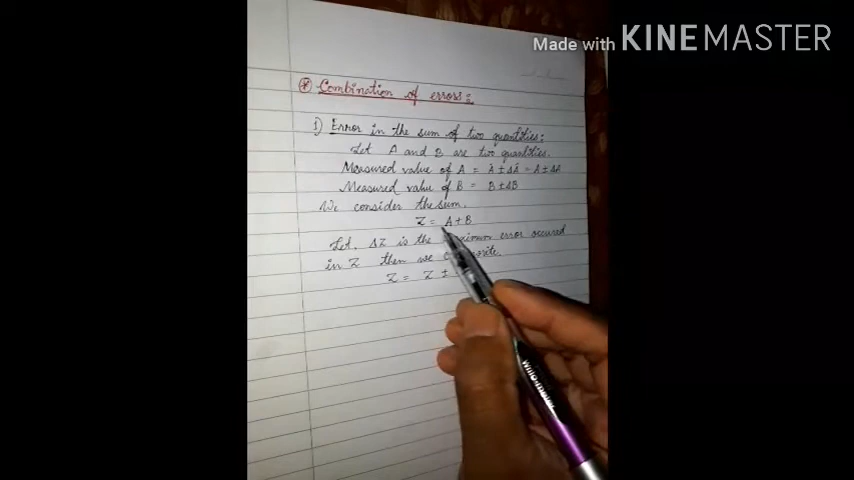 Made with KINEMASTER
* Combination of errors:
1) Error in the sum of two quantities:
Let A and B are two quantities.
Measured value of A = A ± ΔA = A ± ΔA
Measured value of B = B ± ΔB
We consider the sum.
Z = A + B
Let, ΔZ is the error occured
in Z then we
Z = Z ±